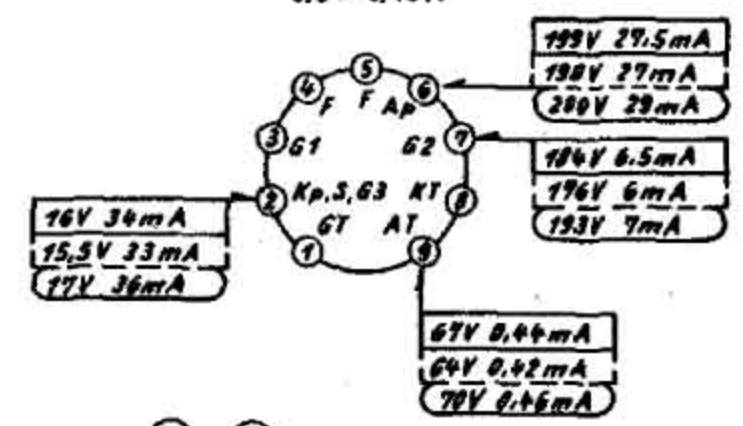 199V 27.5mA
198V 27mA
200V 29mA
5
4
6
F
F
Ap
3
G1
G2
7
184V 6.5mA
176V 6mA
193V 7mA
2
Kp,S,G3
KT
8
16V 34mA
15,5V 33mA
17V 36mA
GT
AT
1
9
67V 0,44mA
64V 0,42mA
70V 0,46mA